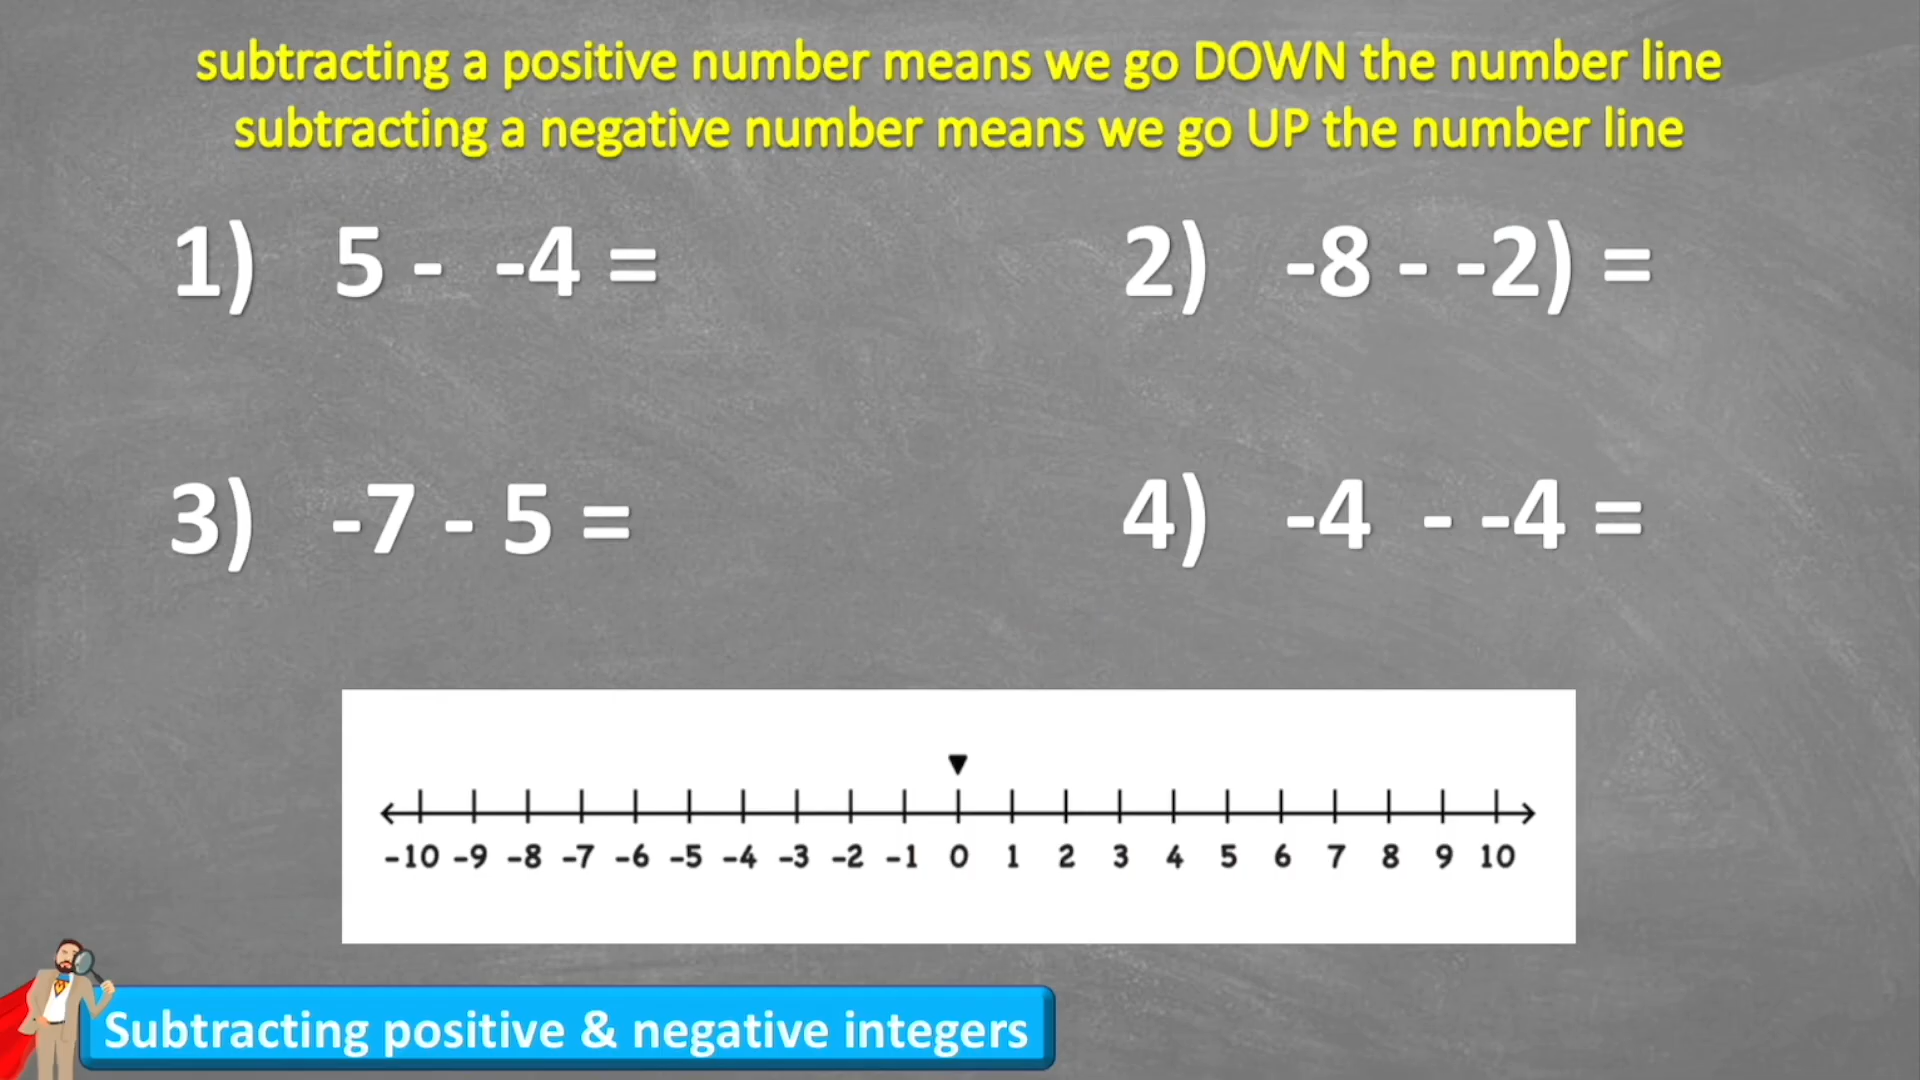 subtracting a positive number means we go DOWN the number line
subtracting a negative number means we go UP the number line
1) 5 - -4 =
2) -8 - -2) =
3) -7 - 5 =
4) -4 - -4 =
-10 -9 -8 -7 -6 -5 -4 -3 -2 -1 0 1 2 3 4 5 6 7 8 9 10
Subtracting positive & negative integers